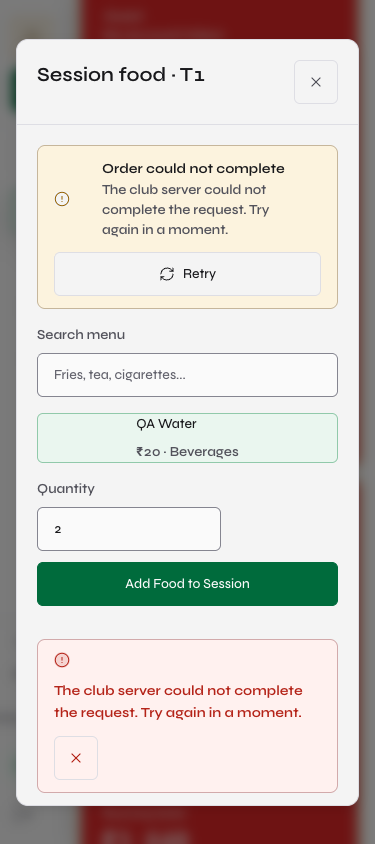 Session food · T1
Order could not complete
The club server could not
complete the request. Try
again in a moment.
Retry
Search menu
Fries, tea, cigarettes...
QA Water
₹20 · Beverages
Quantity
2
Add Food to Session
The club server could not complete
the request. Try again in a moment.